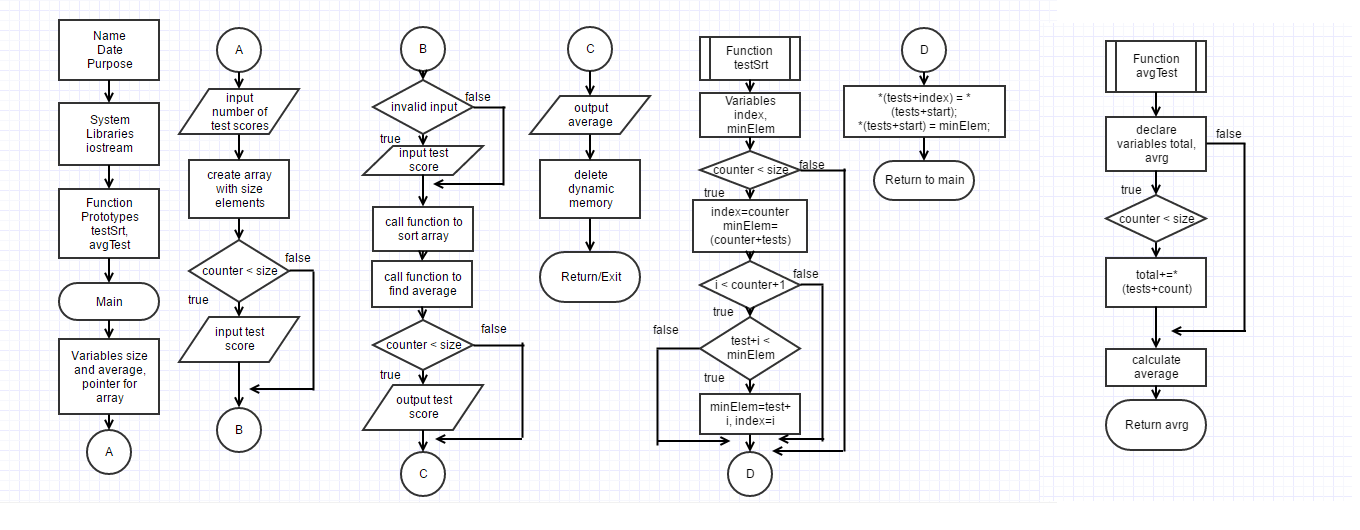 Name
Date
Purpose
System
Libraries
iostream
Function
Prototypes
testSrt,
avgTest
Main
Variables size
and average,
pointer for
array
A
A
input
number of
test scores
create array
with size
elements
counter < size
false
true
input test
score
B
B
invalid input
false
true
input test
score
call function to
sort array
call function to
find average
counter < size
false
true
output test
score
C
C
output
average
delete
dynamic
memory
Return/Exit
Function
testSrt
Variables
index,
minElem
counter < size
false
true
index=counter
minElem=
(counter+tests)
i < counter+1
false
true
test+i <
minElem
false
true
minElem=test+
i, index=i
D
D
*(tests+index) = *
(tests+start);
*(tests+start) = minElem;
Return to main
Function
avgTest
declare
variables total,
avrg
false
true
counter < size
total+=*
(tests+count)
calculate
average
Return avrg